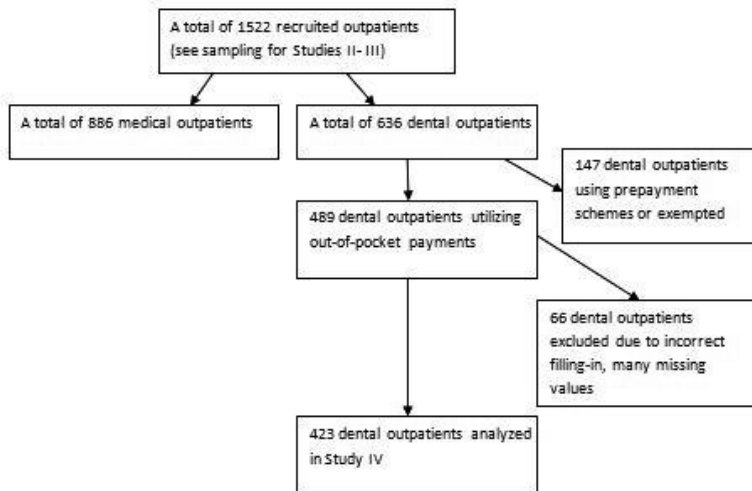 A total of 1522 recruited outpatients
(see sampling for Studies II- III)
A total of 886 medical outpatients
A total of 636 dental outpatients
147 dental outpatients
using prepayment
schemes or exempted
489 dental outpatients utilizing
out-of-pocket payments
66 dental outpatients
excluded due to incorrect
filling-in, many missing
values
423 dental outpatients analyzed
in Study IV